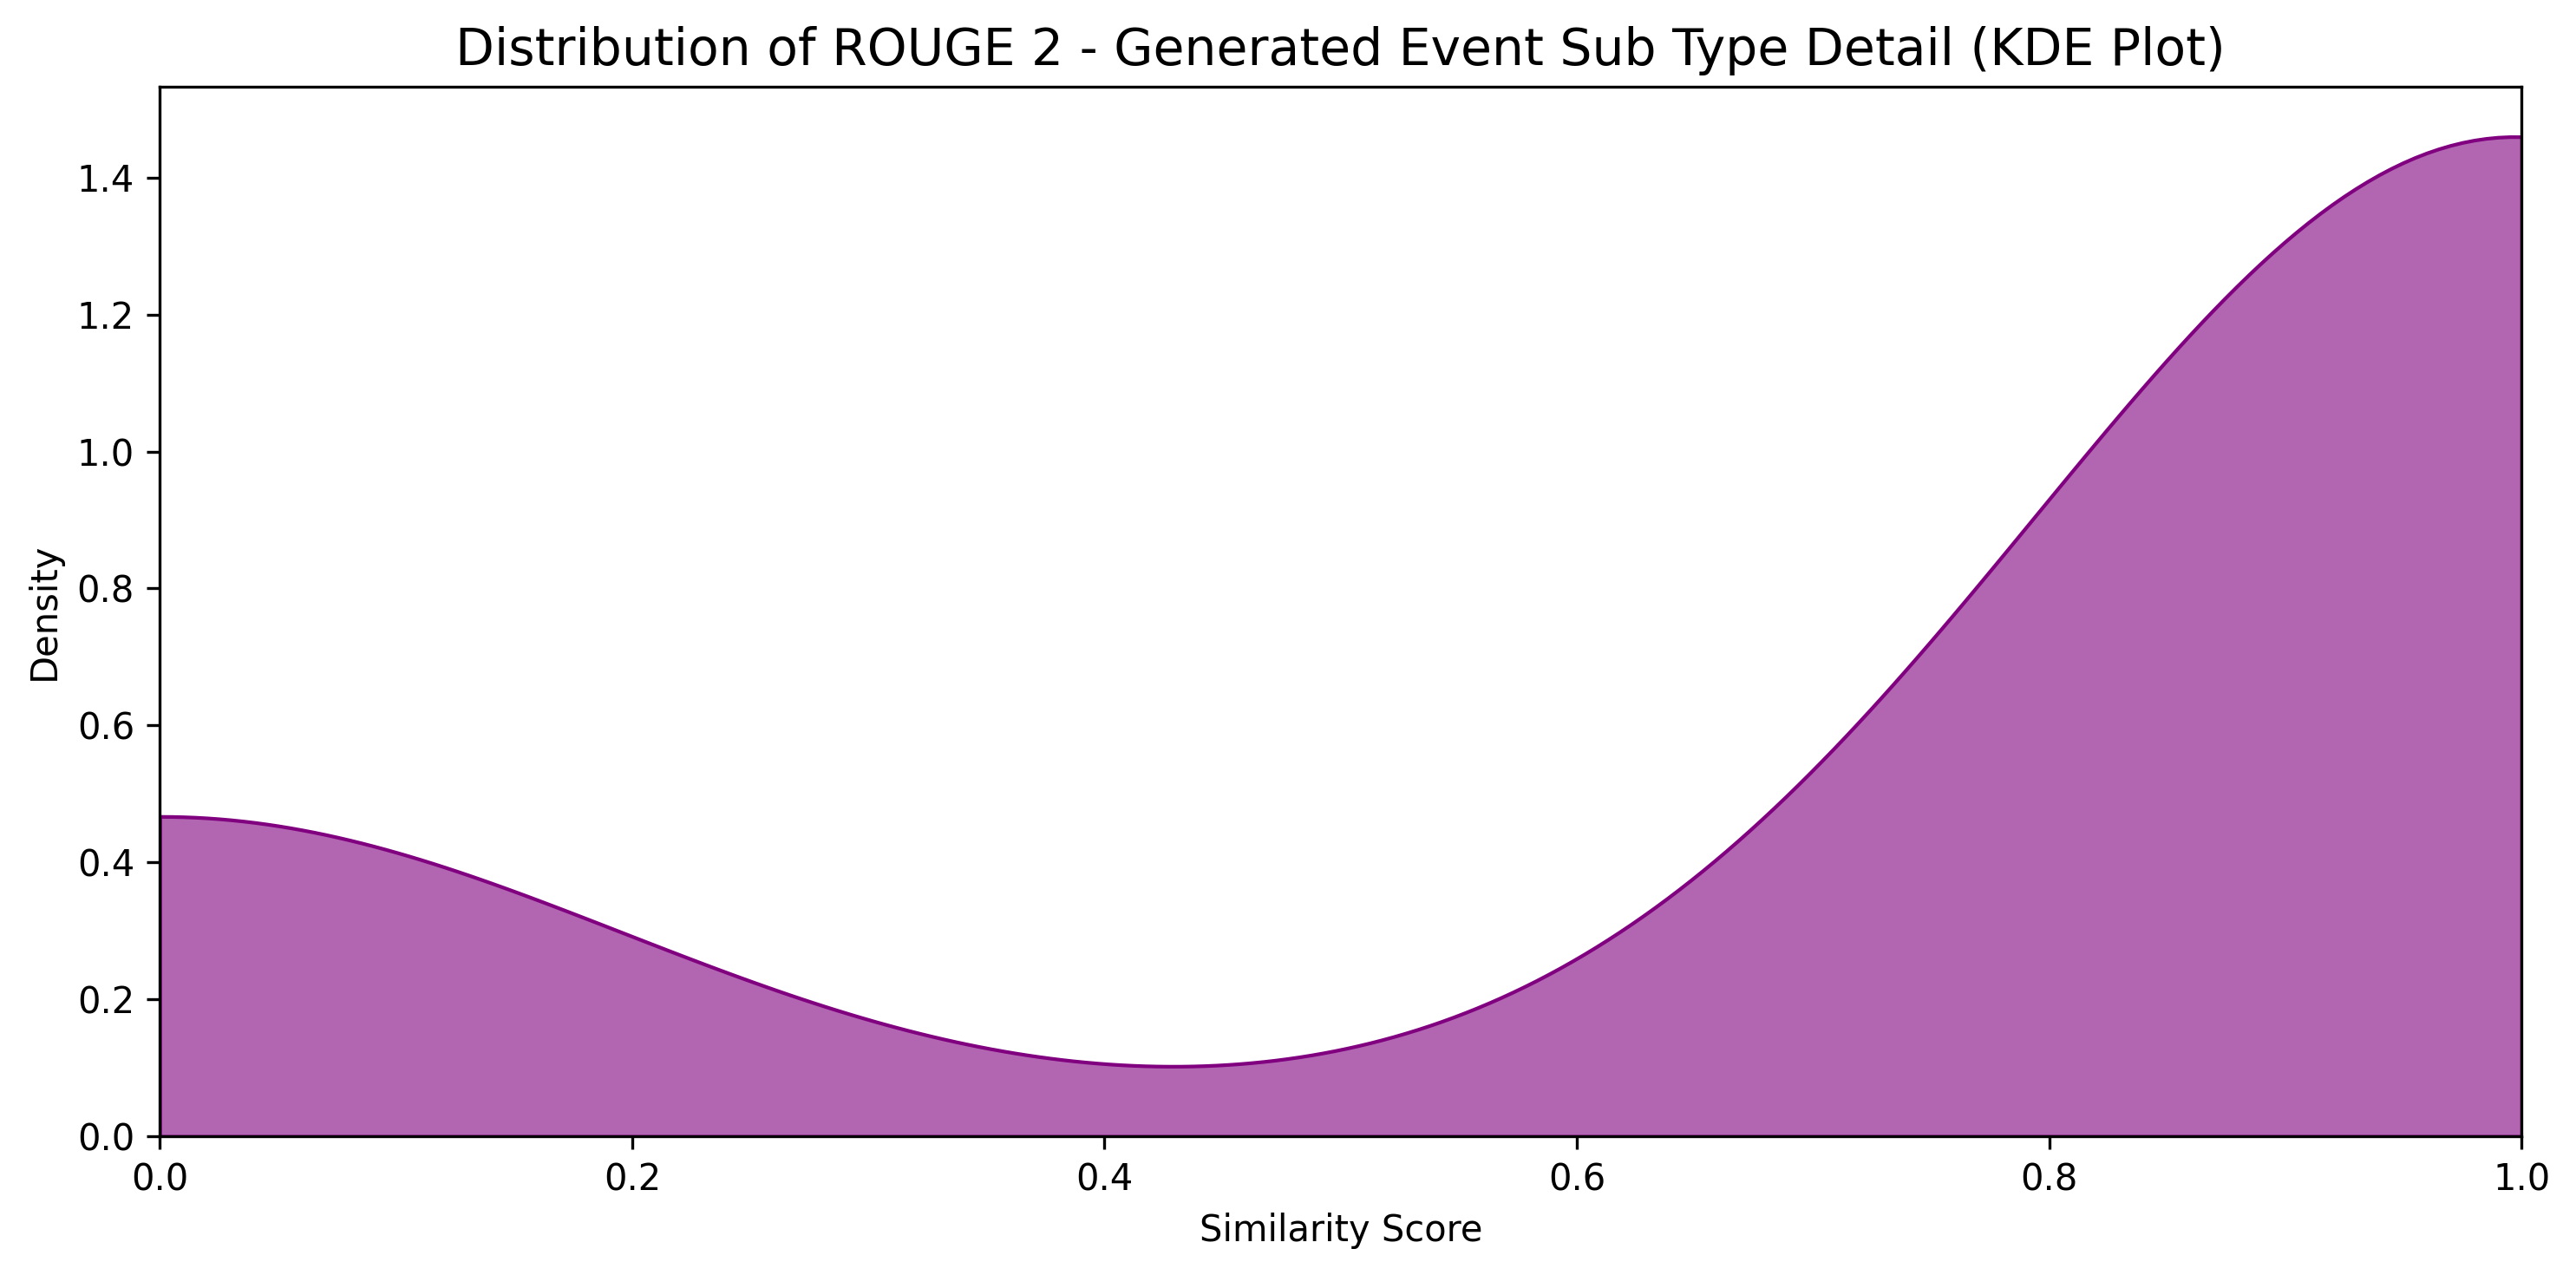 Distribution of ROUGE 2 - Generated Event Sub Type Detail (KDE Plot)
Density
1.4
1.2
1.0
0.8
0.6
0.4
0.2
0.0
0.0 0.2 0.4 0.6 0.8 1.0
Similarity Score